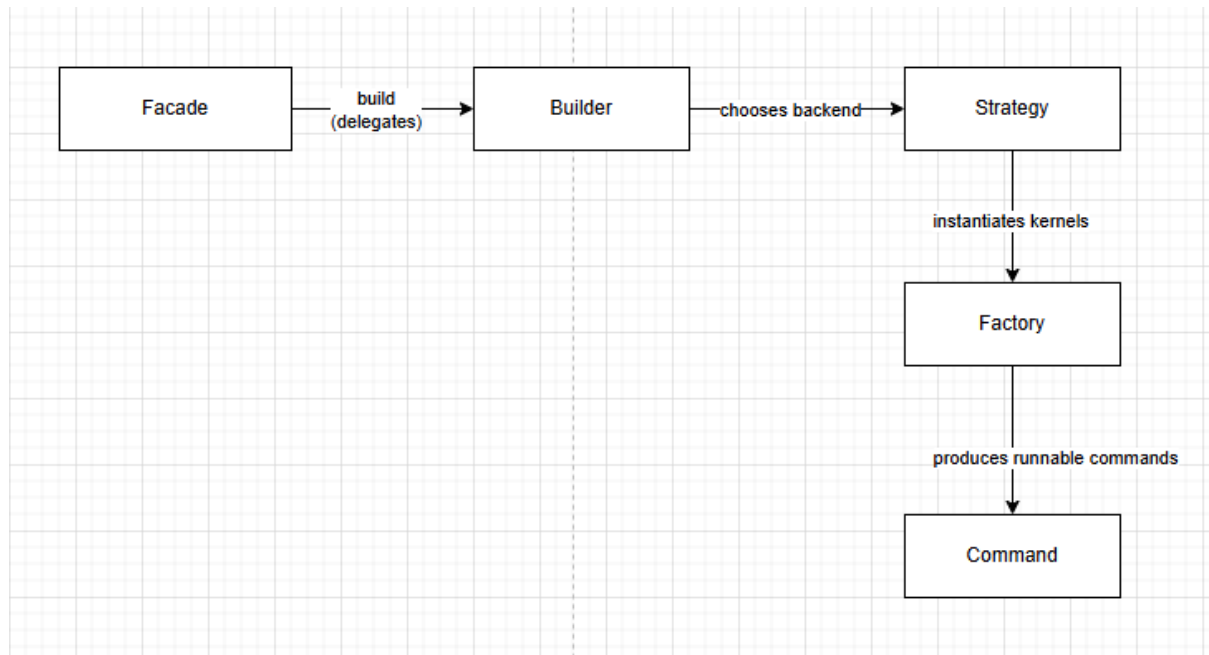 Facade
build
(delegates)
Builder
chooses backend
Strategy
instantiates kernels
Factory
produces runnable commands
Command